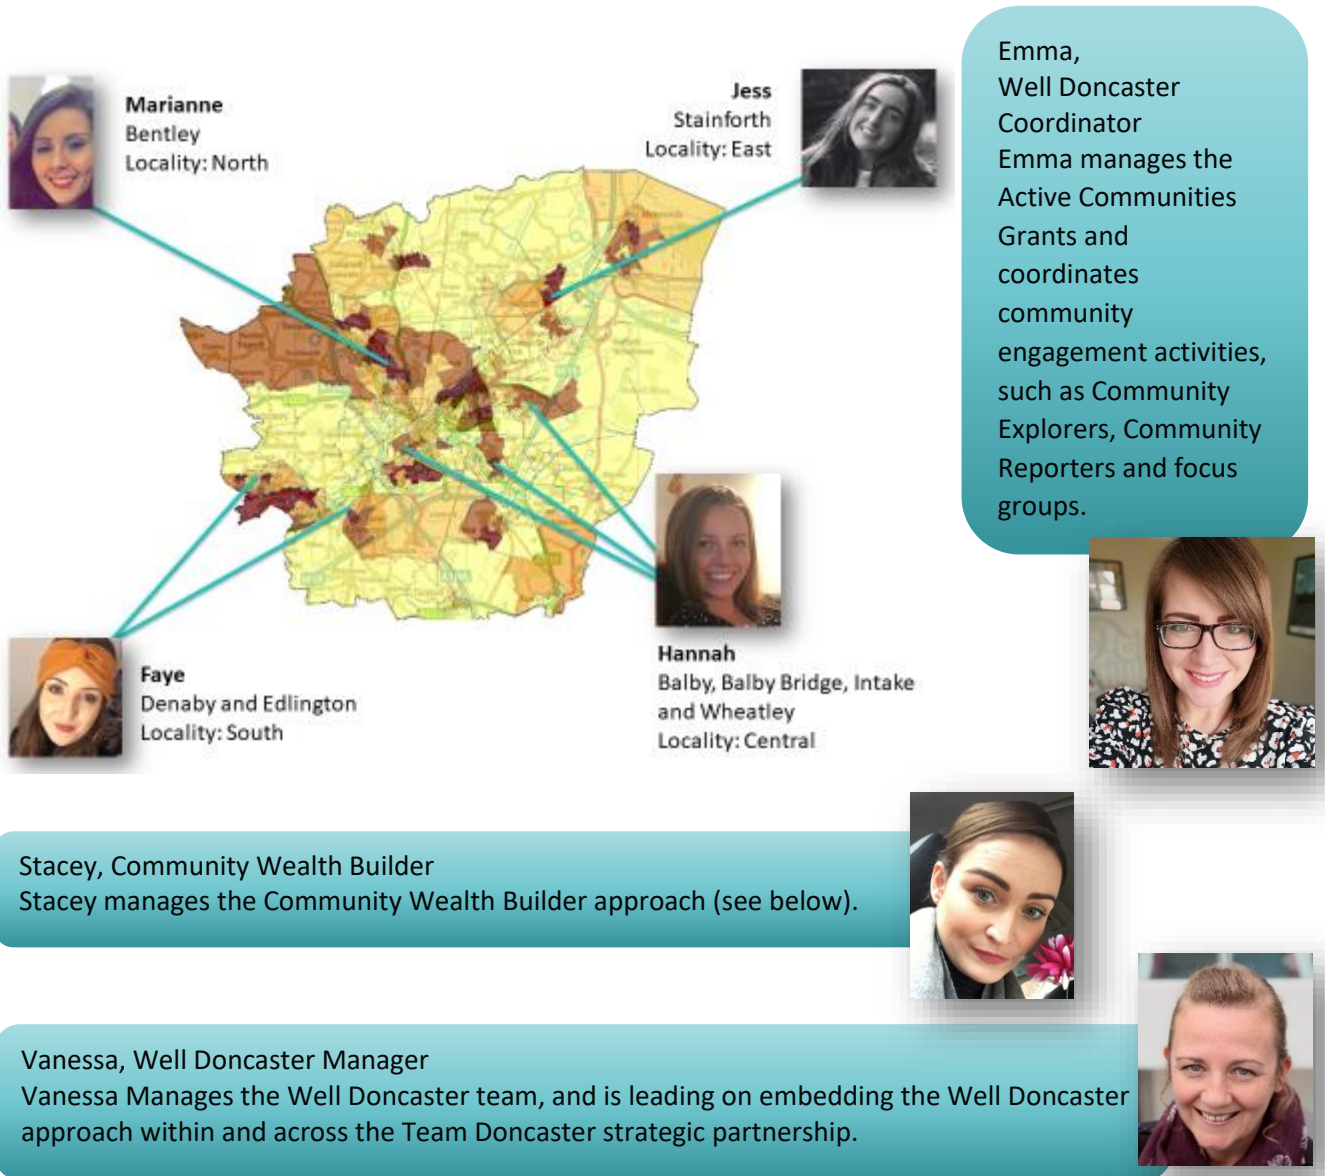 Marianne
Bentley
Locality: North
Jess
Stainforth
Locality: East
Emma,
Well Doncaster
Coordinator
Emma manages the
Active Communities
Grants and
coordinates
community
engagement activities,
such as Community
Explorers, Community
Reporters and focus
groups.
Faye
Denaby and Edlington
Locality: South
Hannah
Balby, Balby Bridge, Intake
and Wheatley
Locality: Central
Stacey, Community Wealth Builder
Stacey manages the Community Wealth Builder approach (see below).
Vanessa, Well Doncaster Manager
Vanessa Manages the Well Doncaster team, and is leading on embedding the Well Doncaster
approach within and across the Team Doncaster strategic partnership.